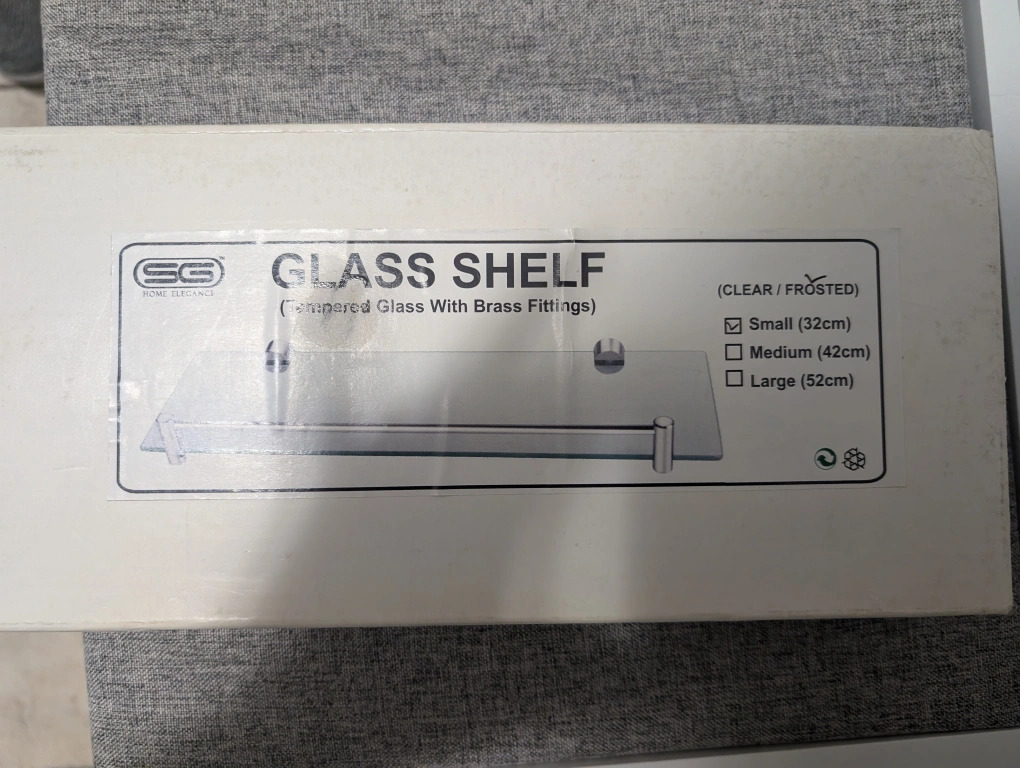 SG
HOME ELEGANCE
GLASS SHELF
(Tempered Glass With Brass Fittings)
(CLEAR / FROSTED)
Small (32cm)
Medium (42cm)
Large (52cm)